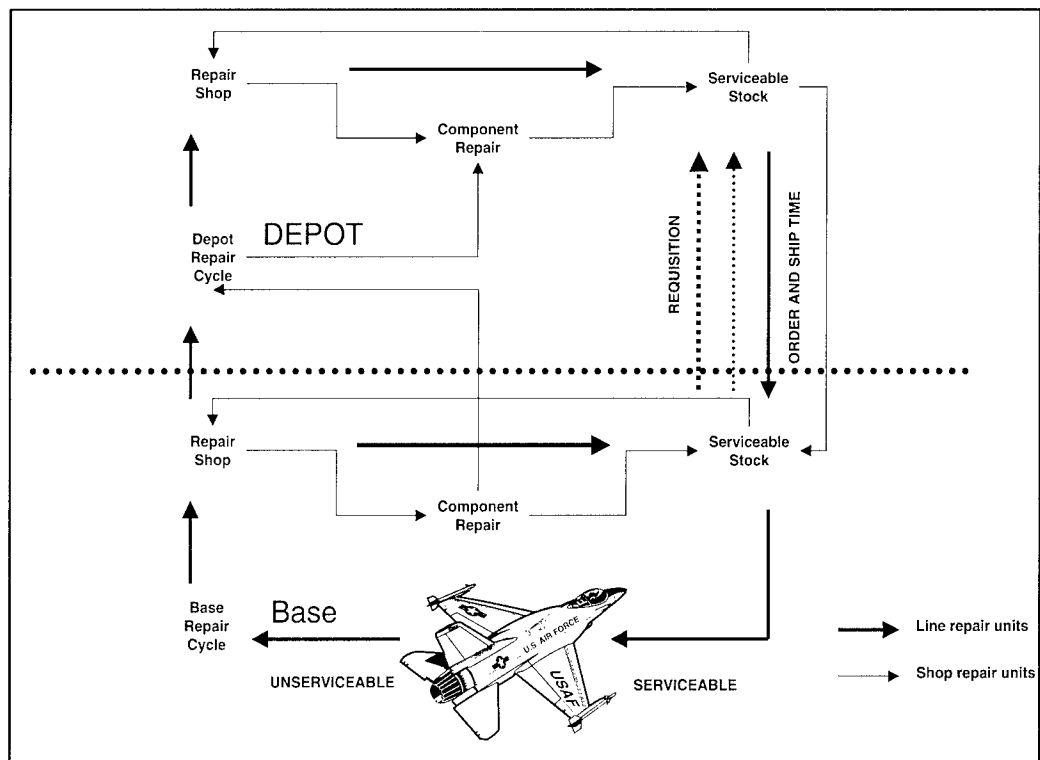 Repair
Shop
Serviceable
Stock
Component
Repair
REQUISITION
ORDER AND SHIP TIME
DEPOT
Depot
Repair
Cycle
Repair
Shop
Serviceable
Stock
Component
Repair
Base
Repair
Cycle
Base
UNSERVICEABLE
U.S. AIR FORCE
USAF
SERVICEABLE
Line repair units
Shop repair units